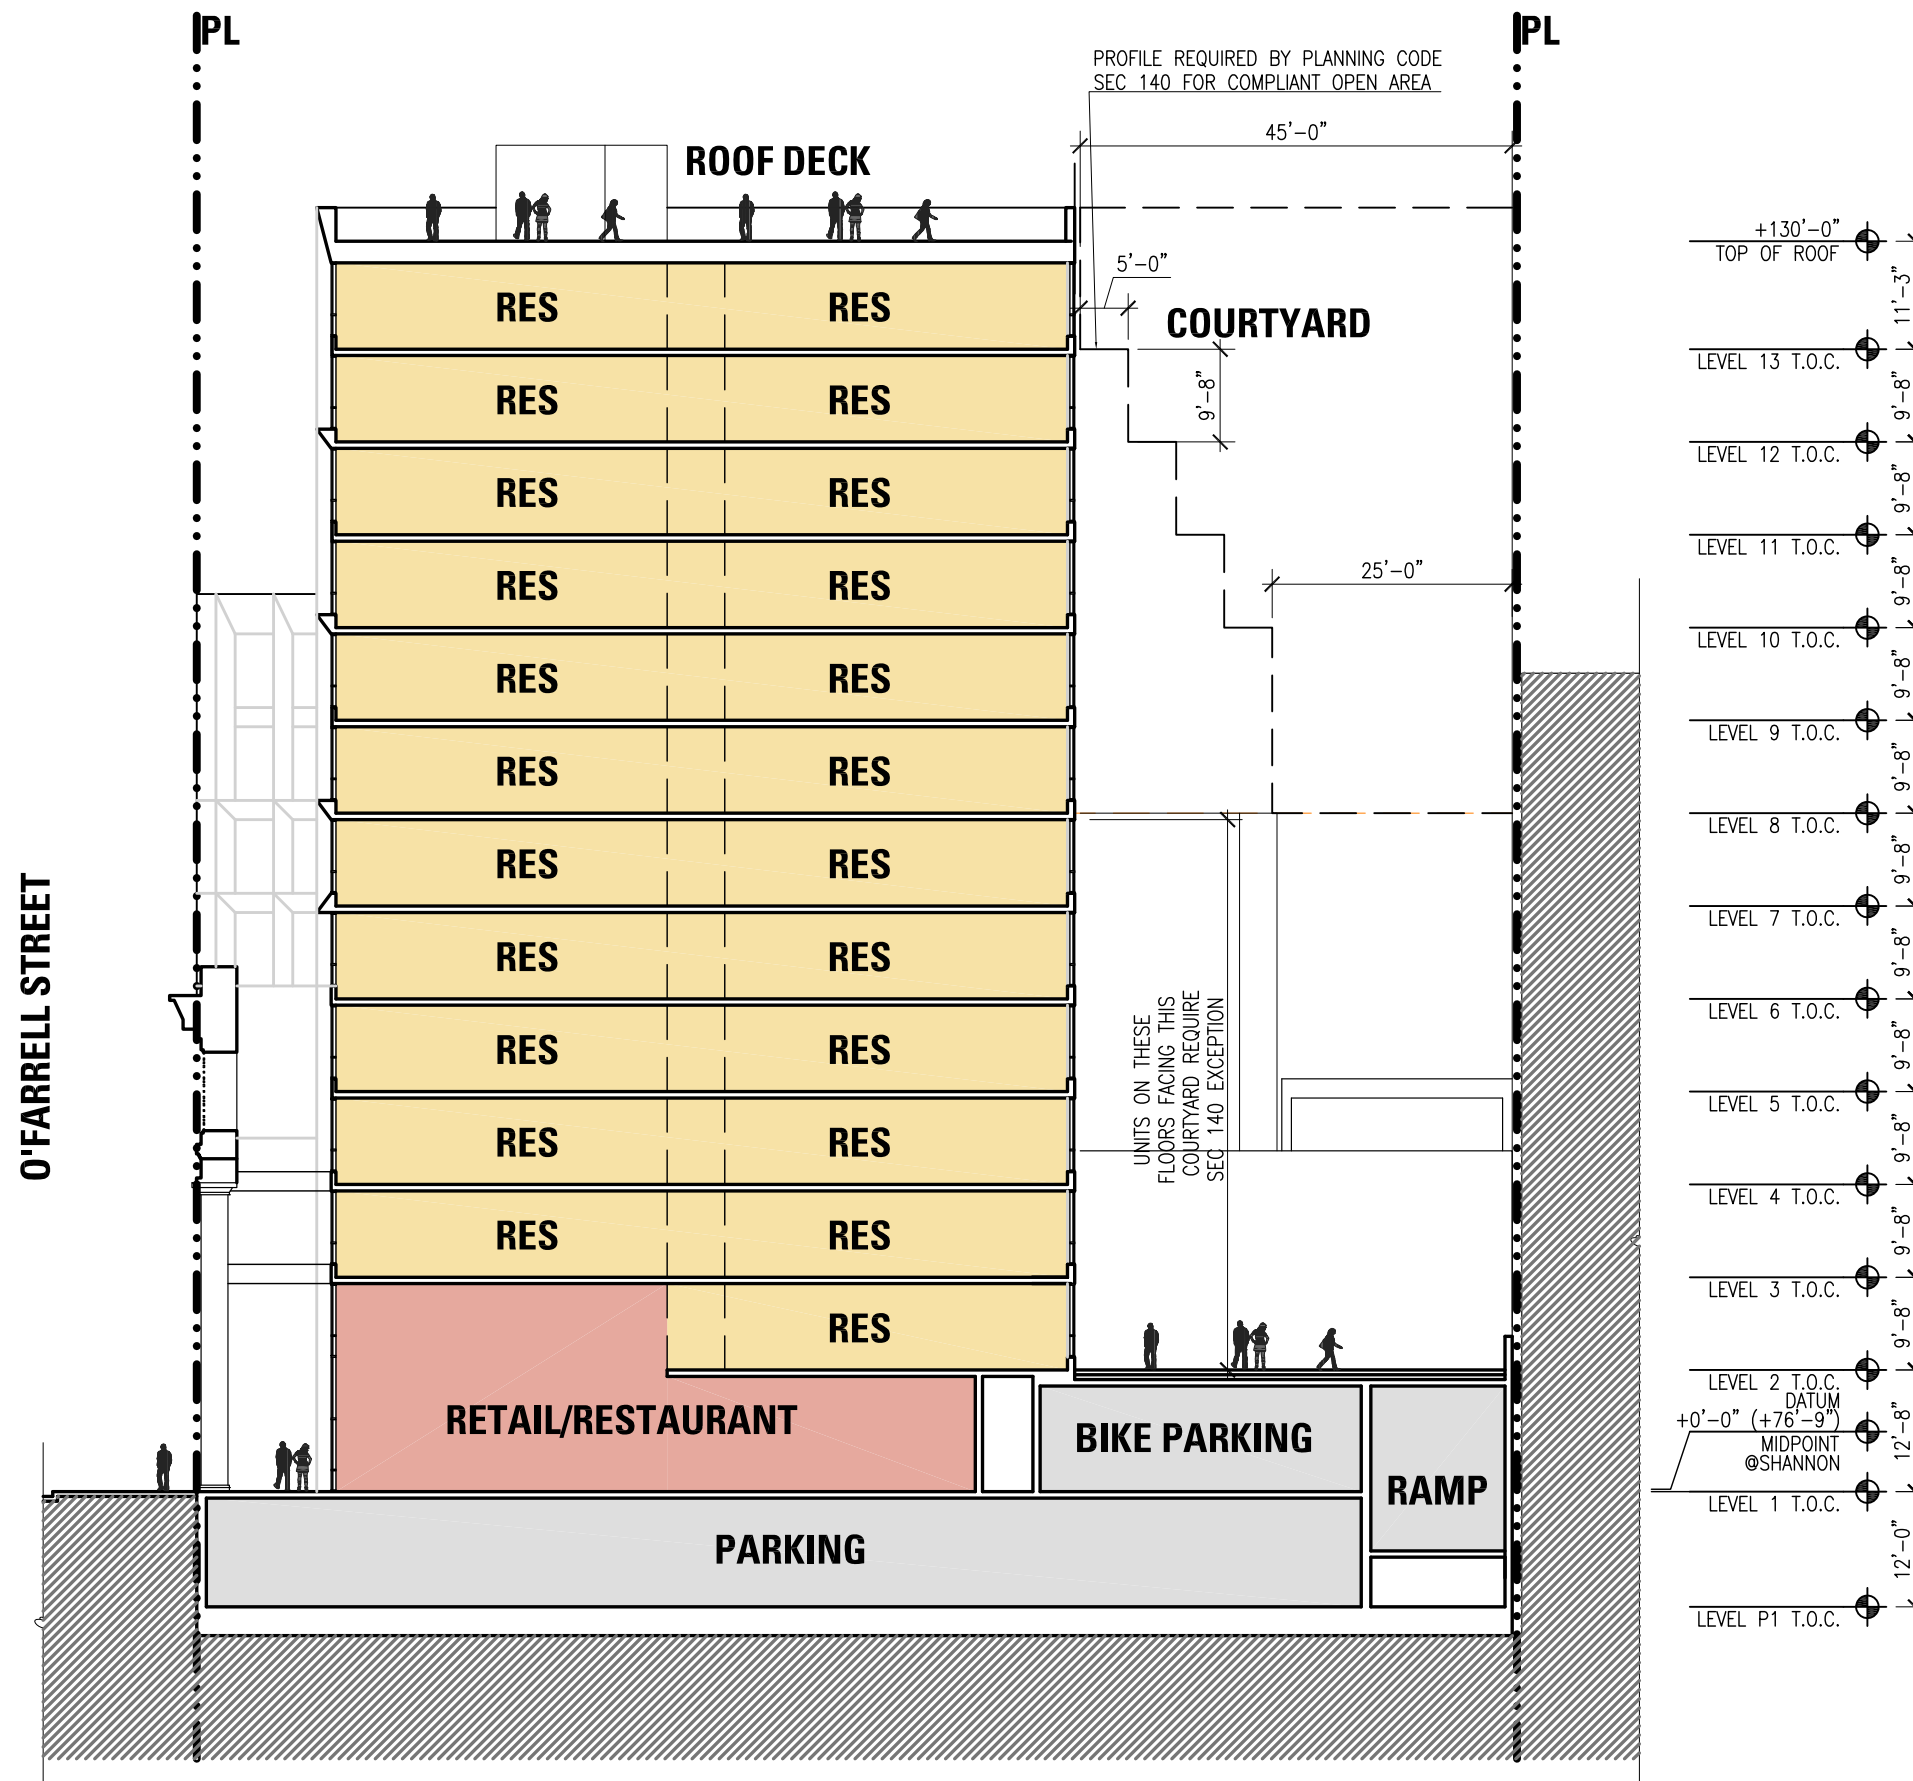 PL
PL
PROFILE REQUIRED BY PLANNING CODE
SEC 140 FOR COMPLIANT OPEN AREA
45'-0"
ROOF DECK
5'-0"
COURTYARD
9'-8"
25'-0"
RES RES
RES RES
RES RES
RES RES
RES RES
RES RES
RES RES
RES RES
RES RES
RES RES
RES RES
RES
RETAIL/RESTAURANT
BIKE PARKING
RAMP
PARKING
O'FARRELL STREET
UNITS ON THESE
FLOORS FACING THIS
COURTYARD REQUIRE
SEC 140 EXCEPTION
+130'-0"
TOP OF ROOF
11'-3"
LEVEL 13 T.O.C.
9'-8"
LEVEL 12 T.O.C.
9'-8"
LEVEL 11 T.O.C.
9'-8"
LEVEL 10 T.O.C.
9'-8"
LEVEL 9 T.O.C.
9'-8"
LEVEL 8 T.O.C.
9'-8"
LEVEL 7 T.O.C.
9'-8"
LEVEL 6 T.O.C.
9'-8"
LEVEL 5 T.O.C.
9'-8"
LEVEL 4 T.O.C.
9'-8"
LEVEL 3 T.O.C.
9'-8"
LEVEL 2 T.O.C.
DATUM
+0'-0" (+76'-9")
MIDPOINT
@SHANNON
12'-8"
LEVEL 1 T.O.C.
12'-0"
LEVEL P1 T.O.C.